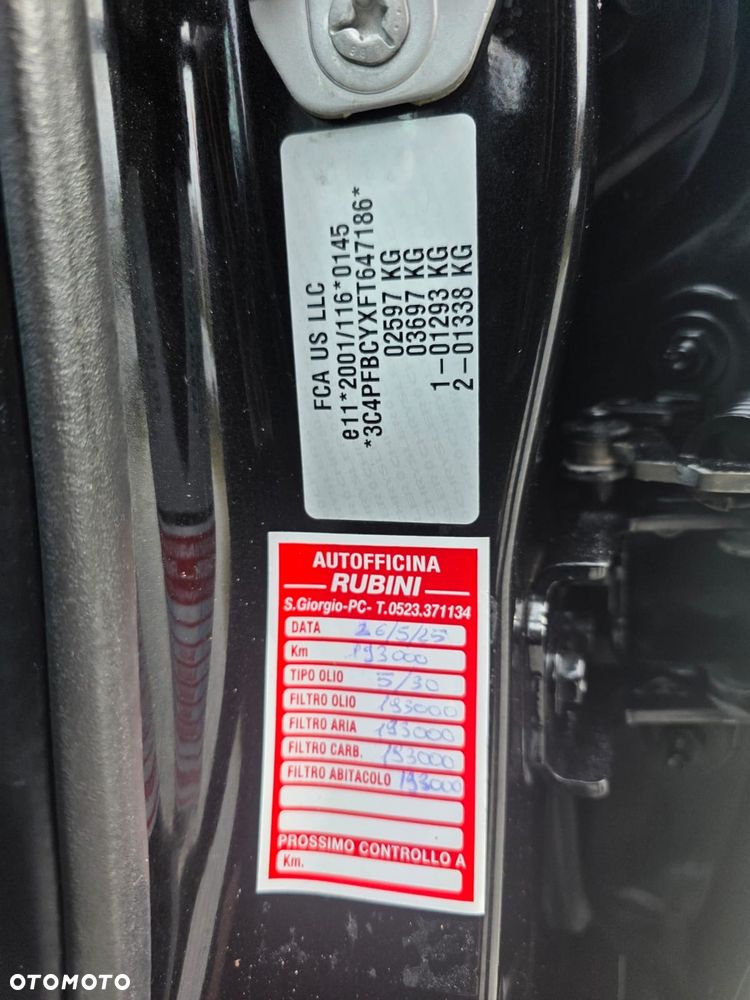 FCA US LLC
e11*2001/116*0145
*3C4PFBCYXFT647186*
02597 KG
03697 KG
1-01293 KG
2-01338 KG
AUTOFFICINA
RUBINI
S.Giorgio-PC- T.0523.371134
DATA 26/5/25
Km 193000
TIPO OLIO 5/30
FILTRO OLIO 193000
FILTRO ARIA 193000
FILTRO CARB. 193000
FILTRO ABITACOLO 193000
PROSSIMO CONTROLLO A
Km.
OTOMOTO